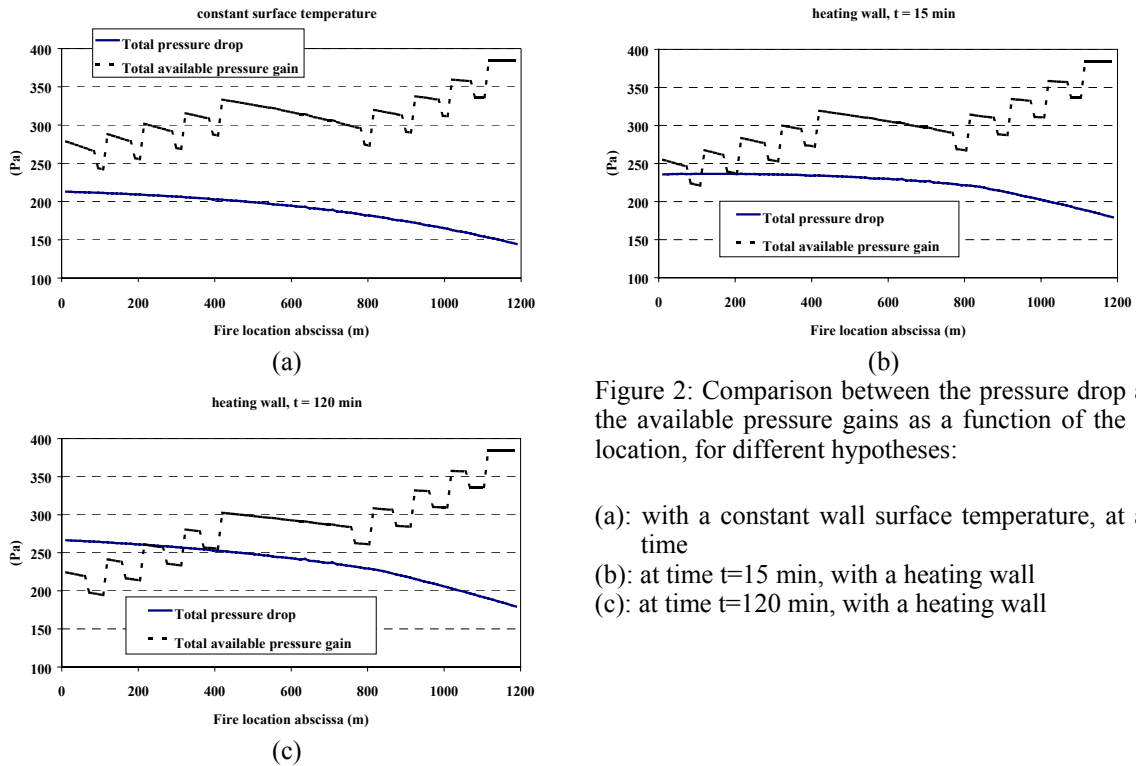 constant surface temperature
Total pressure drop
Total available pressure gain
400
350
300
250
200
150
100
(Pa)
0 200 400 600 800 1000 1200
Fire location abscissa (m)
(a)
heating wall, t = 15 min
400
350
300
250
200
150
100
(Pa)
Total pressure drop
Total available pressure gain
0 200 400 600 800 1000 1200
Fire location abscissa (m)
(b)
heating wall, t = 120 min
400
350
300
250
200
150
100
(Pa)
Total pressure drop
Total available pressure gain
0 200 400 600 800 1000 1200
Fire location abscissa (m)
(c)
Figure 2: Comparison between the pressure drop
the available pressure gains as a function of the
location, for different hypotheses:
(a): with a constant wall surface temperature, at
time
(b): at time t=15 min, with a heating wall
(c): at time t=120 min, with a heating wall